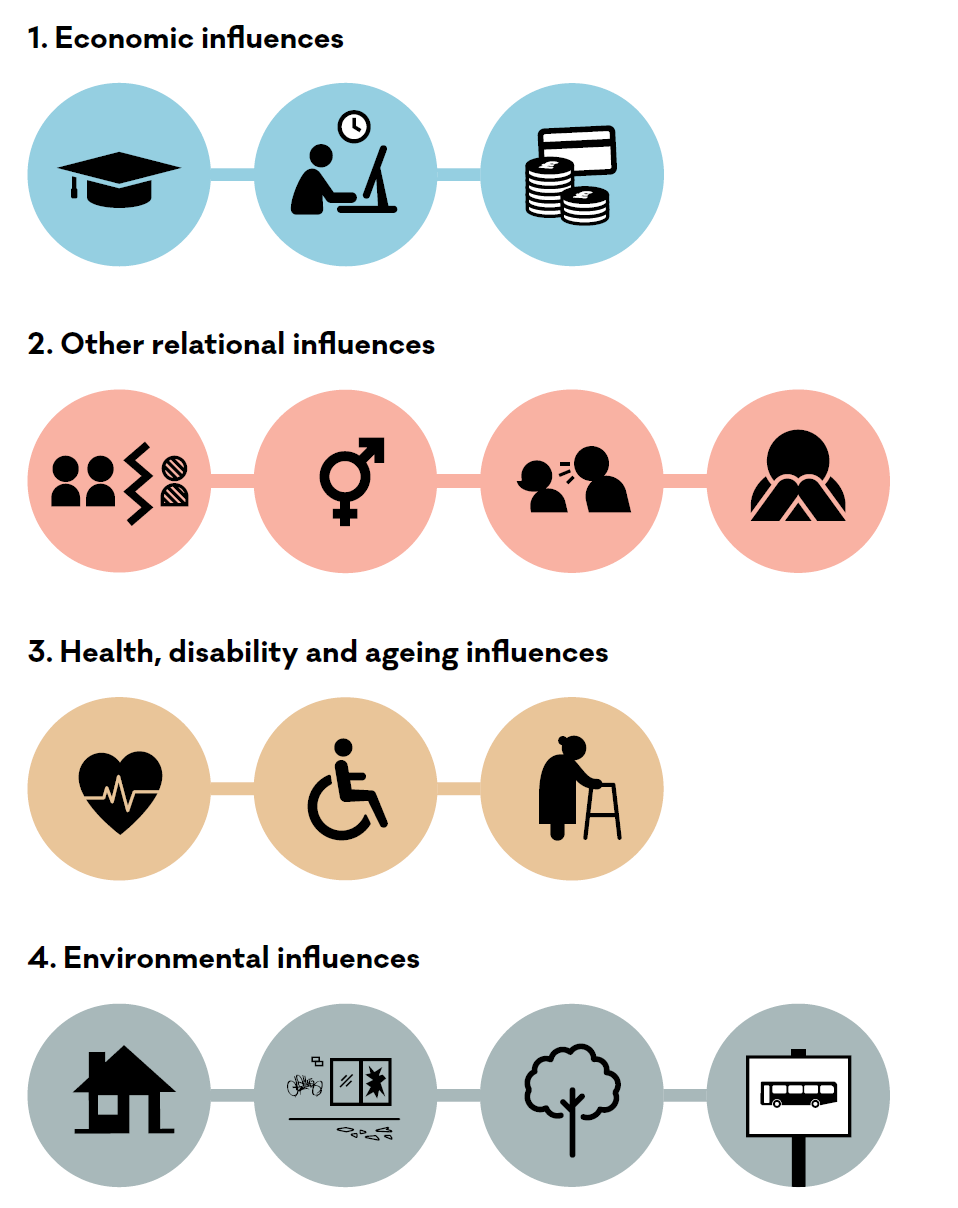 1. Economic influences
2. Other relational influences
3. Health, disability and ageing influences
4. Environmental influences